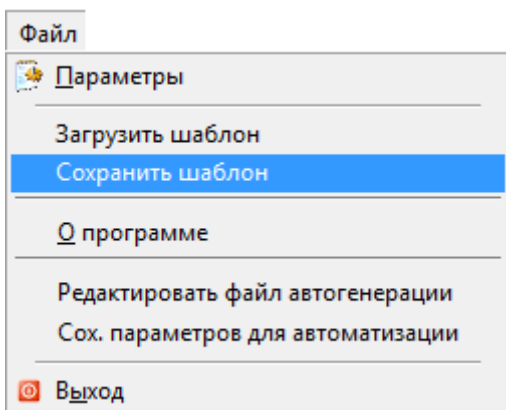 Файл
Параметры
Загрузить шаблон
Сохранить шаблон
О программе
Редактировать файл автогенерации
Сох. параметров для автоматизации
Выход